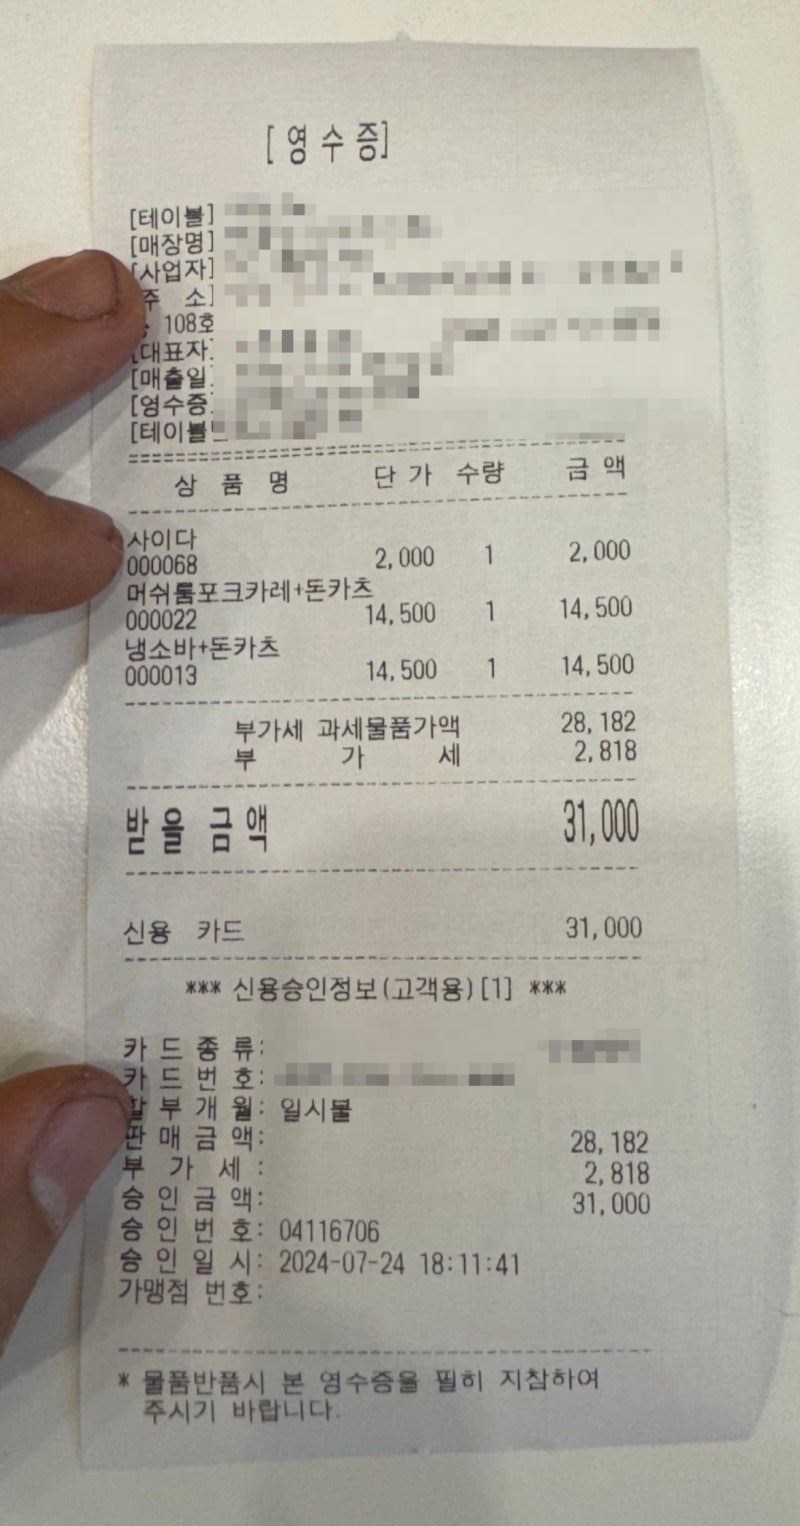 [영수증]
[테이블]
[매장명]
[사업자]
주 소]
108호
[대표자]
[매출일]
[영수증]
[테이블
상 품 명 단 가 수량 금 액
사이다
000068 2,000 1 2,000
머쉬룸포크카레+돈카츠
000022 14,500 1 14,500
냉소바+돈카츠
000013 14,500 1 14,500
부가세 과세물품가액 28,182
부 가 세 2,818
받을 금액 31,000
신용 카드 31,000
*** 신용승인정보(고객용)[1] ***
카 드 종 류:
카 드 번 호:
할 부 개 월: 일시불
판 매 금 액: 28,182
부 가 세 : 2,818
승 인 금 액: 31,000
승 인 번 호: 04116706
승 인 일 시: 2024-07-24 18:11:41
가맹점 번호:
* 물품반품시 본 영수증을 필히 지참하여
주시기 바랍니다.